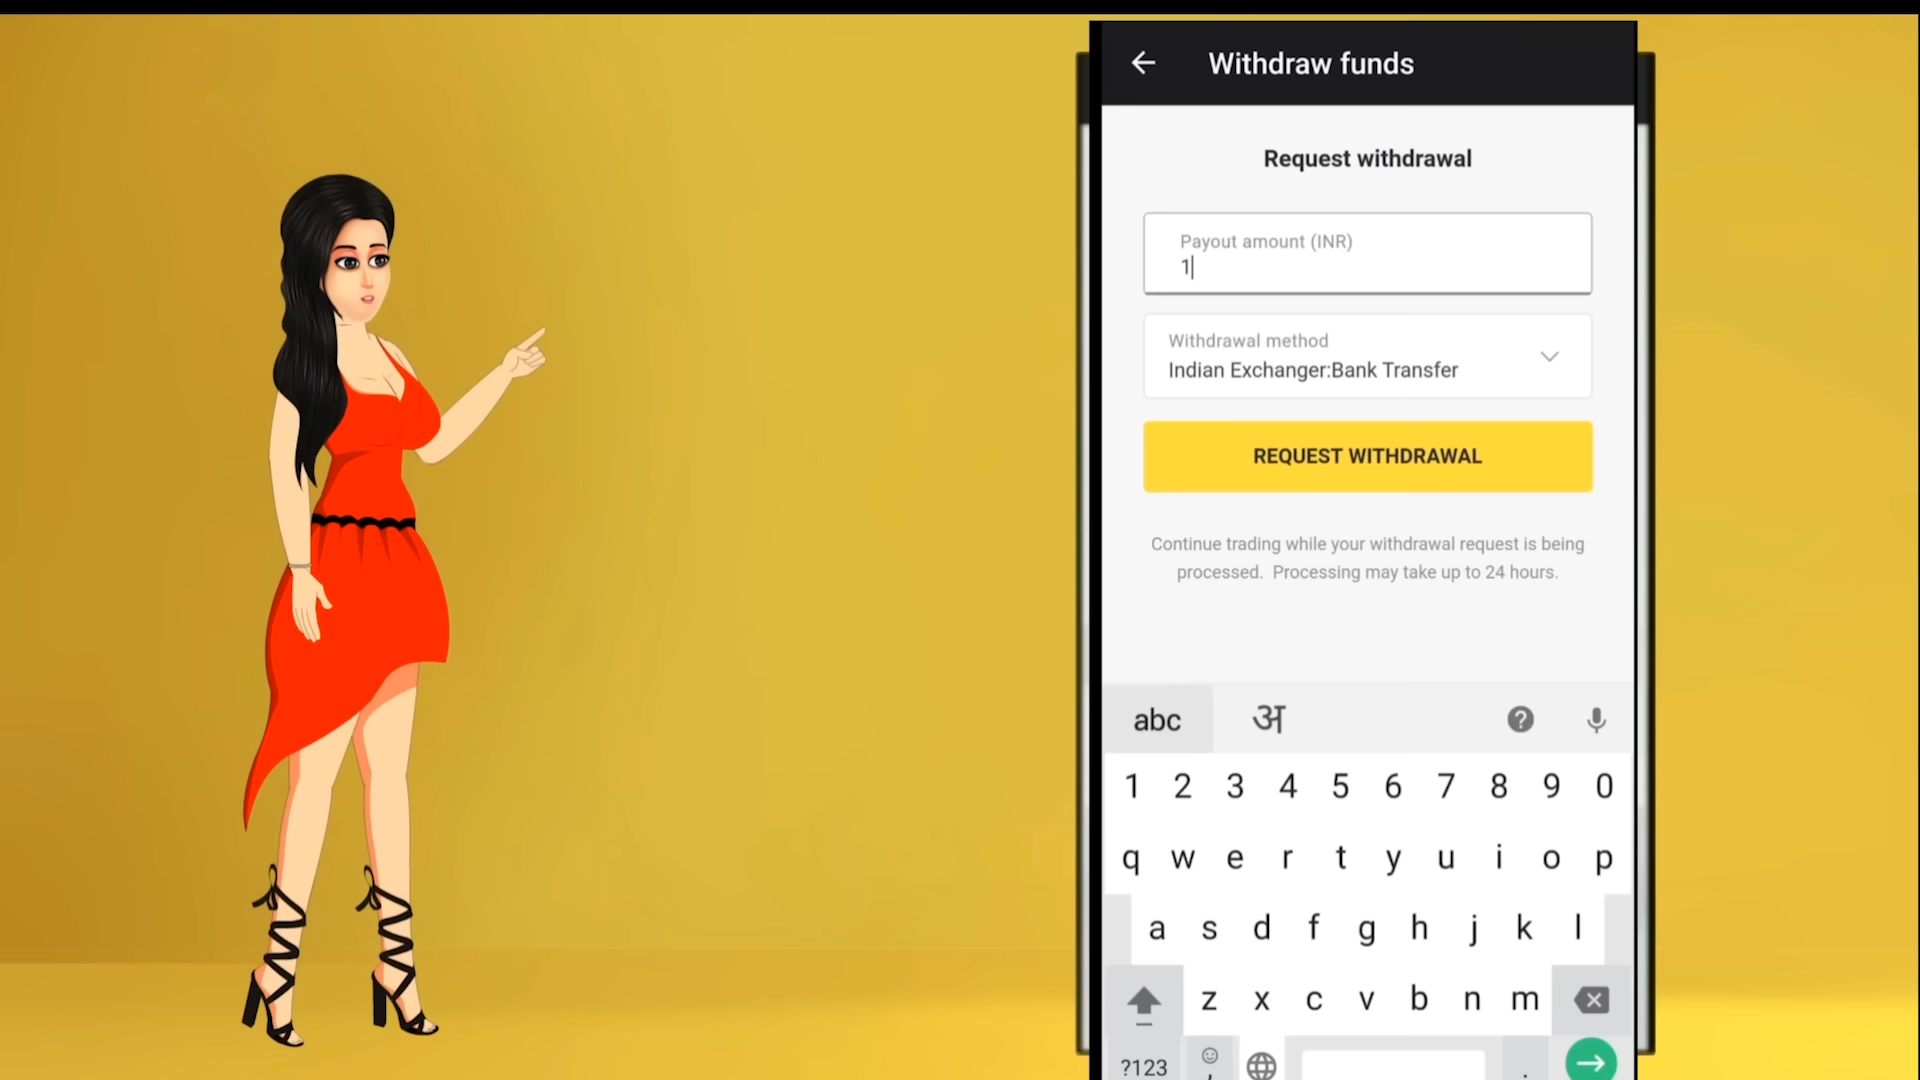 Withdraw funds
Request withdrawal
Payout amount (INR)
1
Withdrawal method
Indian Exchanger:Bank Transfer
REQUEST WITHDRAWAL
Continue trading while your withdrawal request is being
processed. Processing may take up to 24 hours.
abc अ
1 2 3 4 5 6 7 8 9 0
q w e r t y u i o p
a s d f g h j k l
z x c v b n m
?123 , .